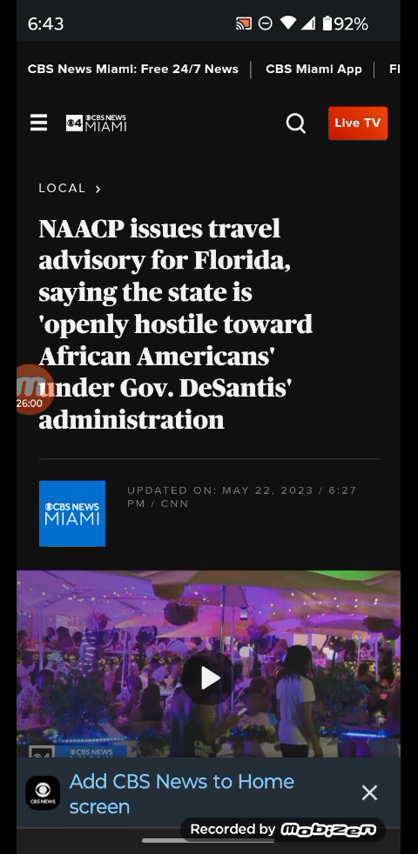 6:43 92%
CBS News Miami: Free 24/7 News | CBS Miami App | Fl
4 CBS NEWS MIAMI
Live TV
LOCAL ›
NAACP issues travel
advisory for Florida,
saying the state is
'openly hostile toward
African Americans'
under Gov. DeSantis'
administration
26:00
CBS NEWS
MIAMI
UPDATED ON: MAY 22, 2023 / 6:27
PM / CNN
4 CBS NEWS
CBS NEWS
Add CBS News to Home
screen
Recorded by mobizen